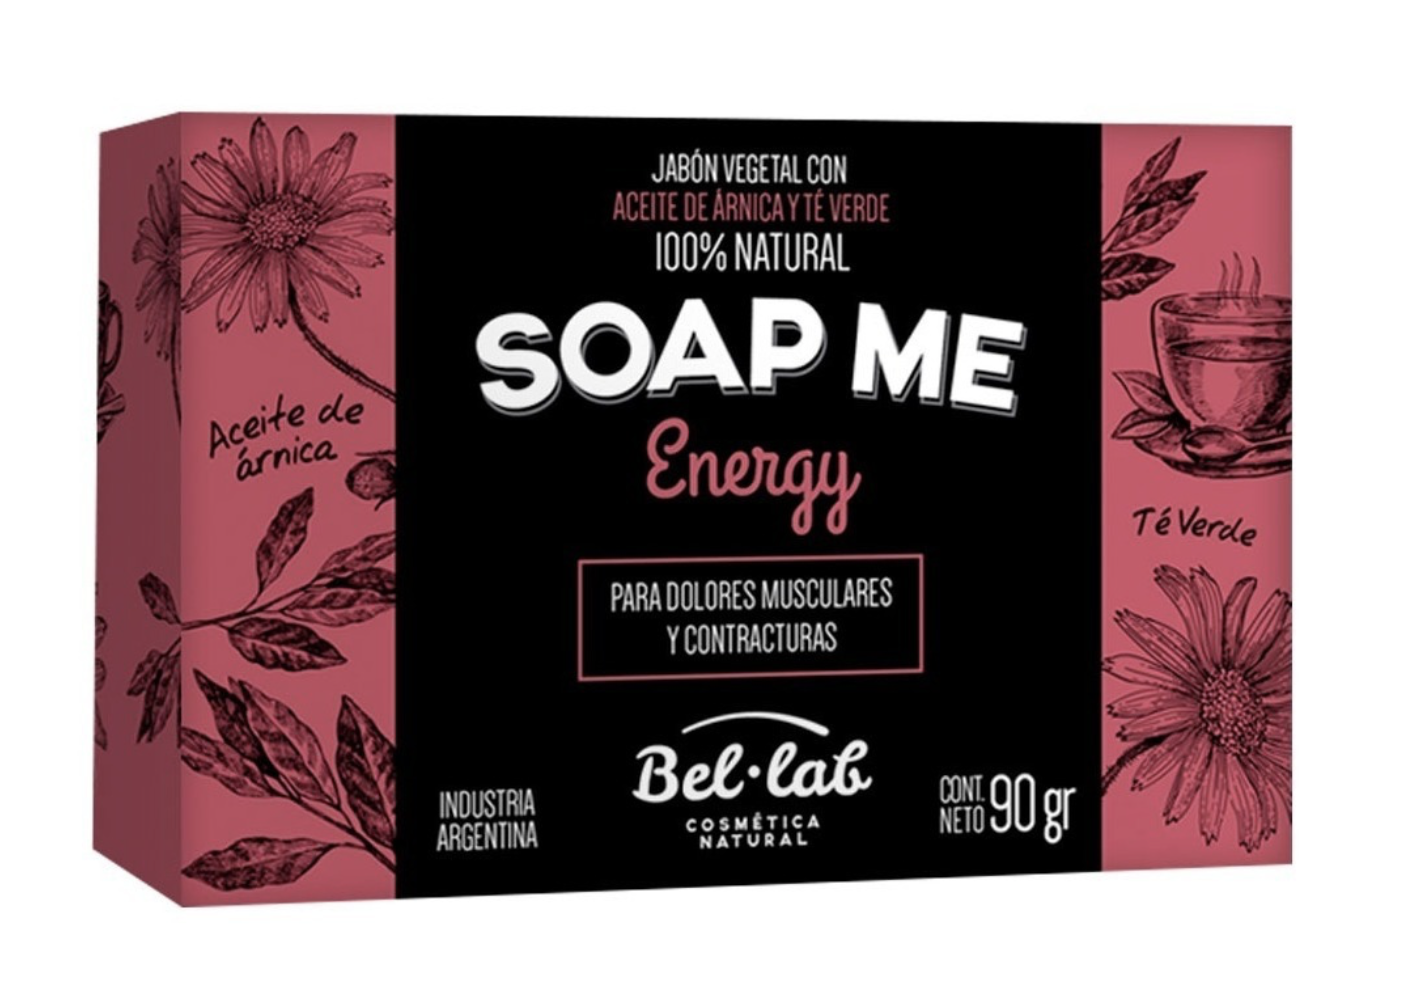 JABÓN VEGETAL CON
ACEITE DE ÁRNICA Y TÉ VERDE
100% NATURAL
SOAP ME
Energy
PARA DOLORES MUSCULARES
Y CONTRACTURAS
Bel·lab
COSMÉTICA
NATURAL
INDUSTRIA
ARGENTINA
CONT.
NETO 90 gr
Aceite de
árnica
Té Verde